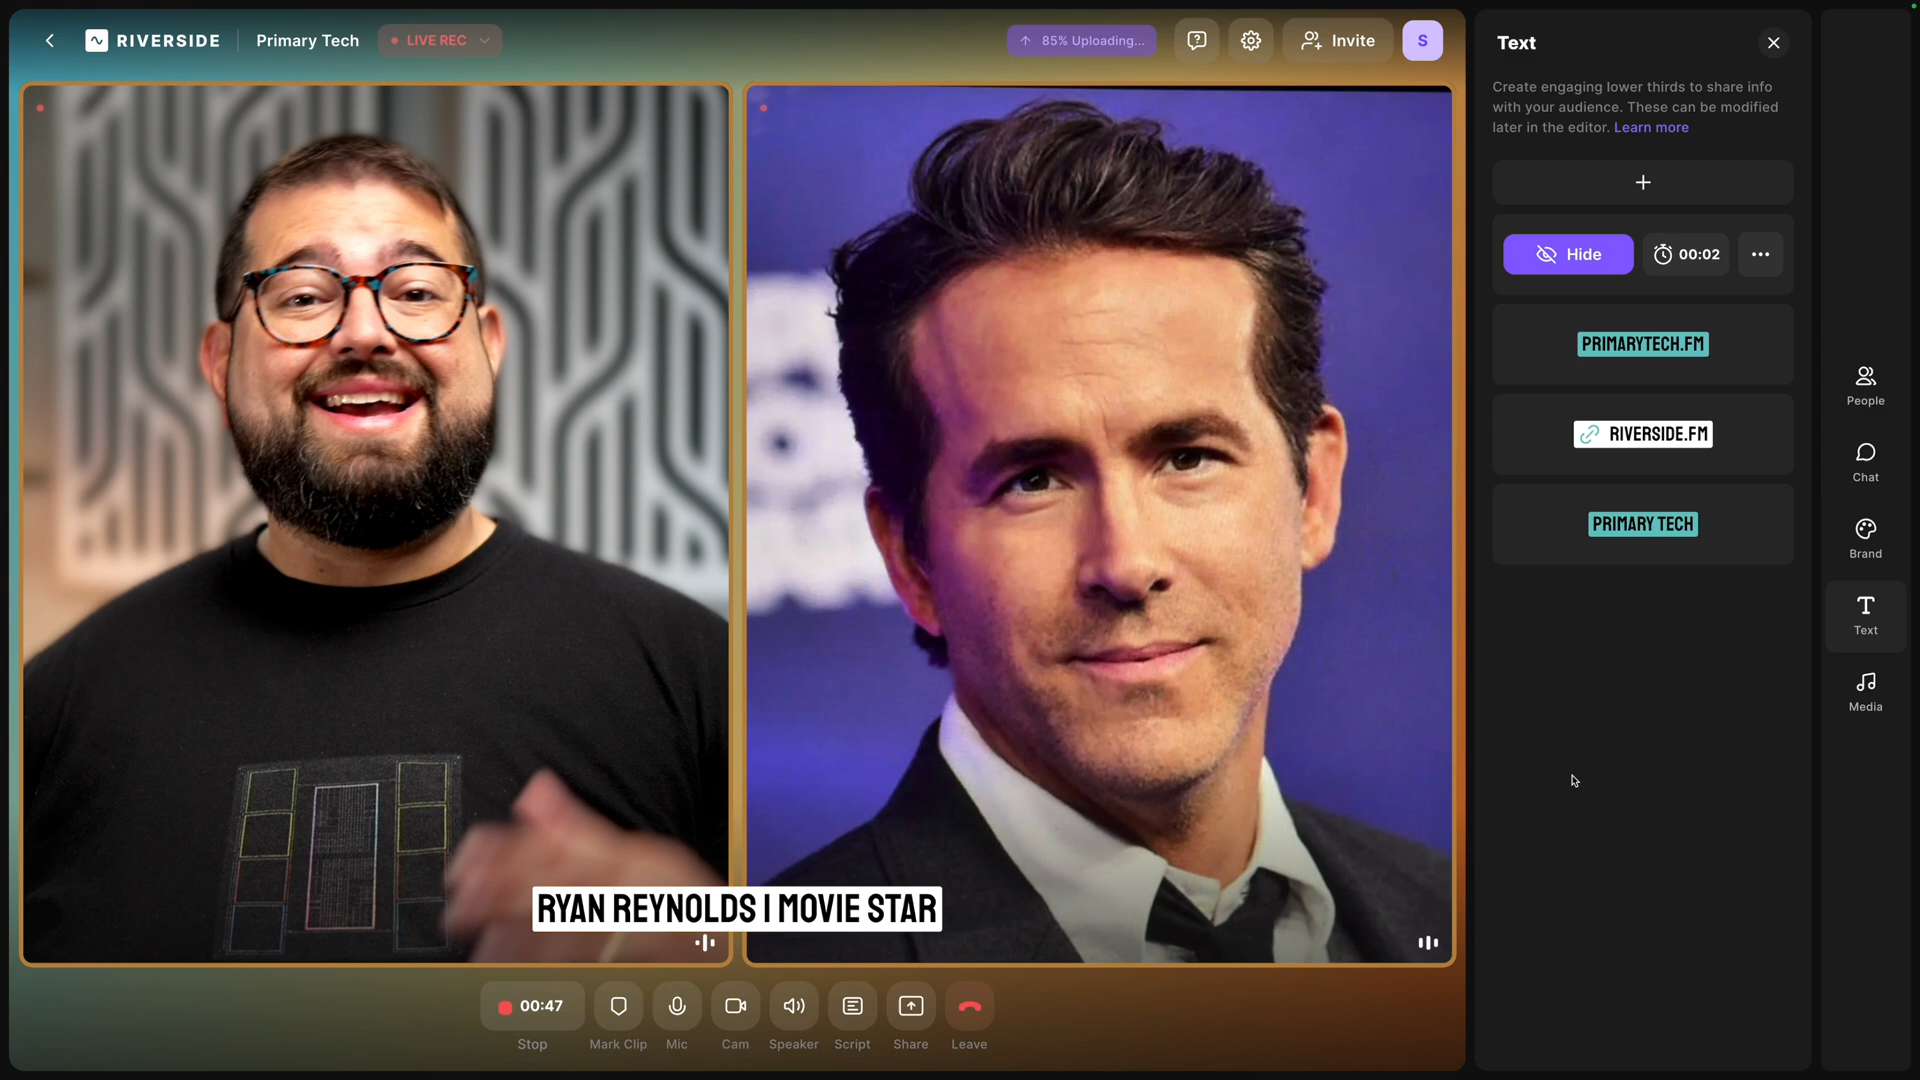 RIVERSIDE
Primary Tech
LIVE REC
85% Uploading...
Invite
S
RYAN REYNOLDS | MOVIE STAR
00:47
Stop
Mark Clip
Mic
Cam
Speaker
Script
Share
Leave
Text
Create engaging lower thirds to share info
with your audience. These can be modified
later in the editor. Learn more
Hide
00:02
PRIMARYTECH.FM
RIVERSIDE.FM
PRIMARY TECH
People
Chat
Brand
Text
Media